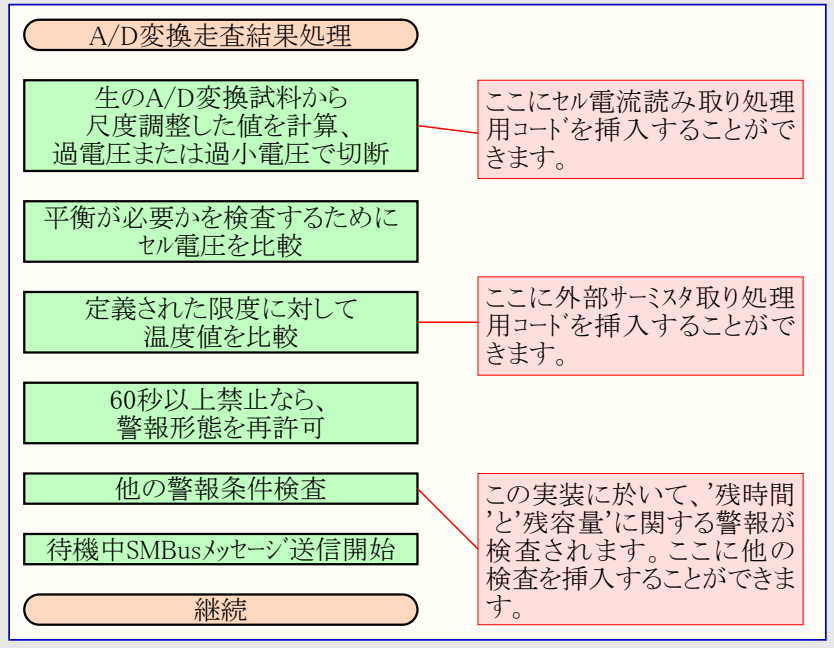 A/D変換走査結果処理
生のA/D変換試料から
尺度調整した値を計算、
過電圧または過小電圧で切断
ここにｾﾙ電流読み取り処理
用ｺｰﾄﾞを挿入することがで
きます。
平衡が必要かを検査するために
ｾﾙ電圧を比較
定義された限度に対して
温度値を比較
ここに外部ｻｰﾐｽﾀ取り処理
用ｺｰﾄﾞを挿入することがで
きます。
60秒以上禁止なら、
警報形態を再許可
他の警報条件検査
この実装に於いて、’残時間
’と’残容量’に関する警報が
検査されます。ここに他の
検査を挿入することができま
す。
待機中SMBusﾒｯｾｰｼﾞ送信開始
継続